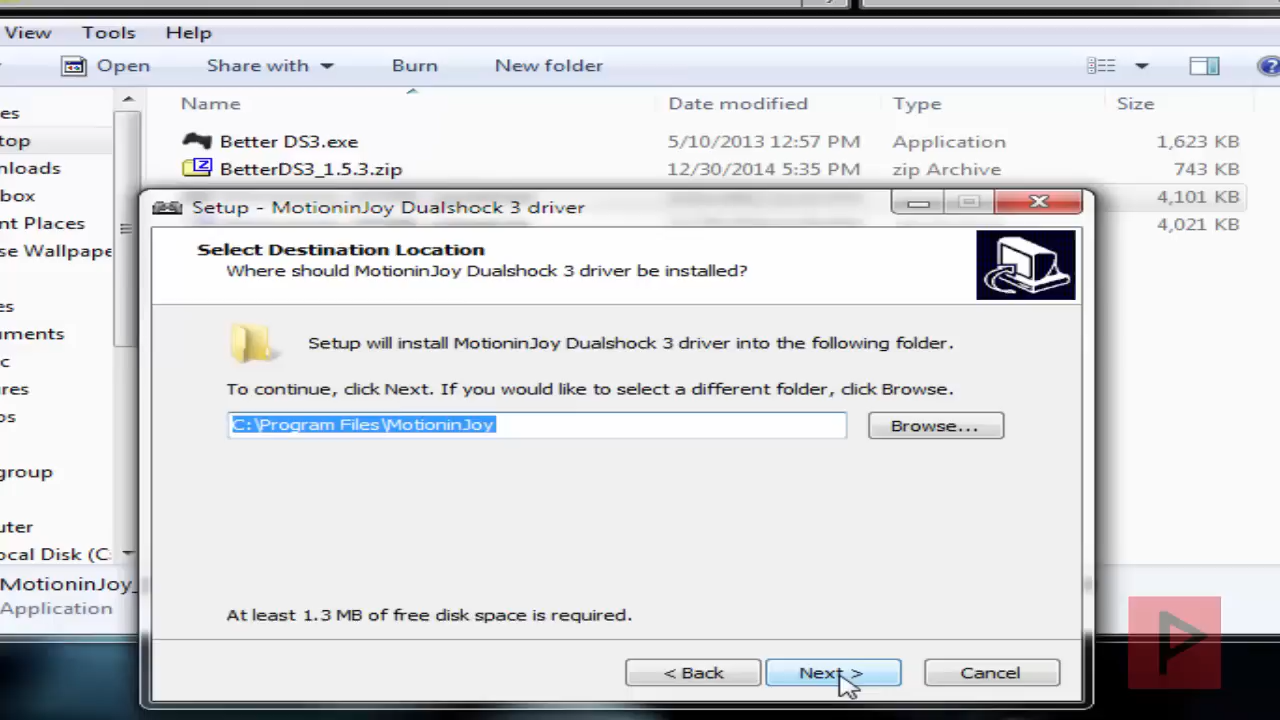 View Tools Help
Open Share with Burn New folder
Name Date modified Type Size
es
top
nloads
box
nt Places
se Wallpape
es
uments
c
res
os
group
uter
ocal Disk (C:
Better DS3.exe 5/10/2013 12:57 PM Application 1,623 KB
BetterDS3_1.5.3.zip 12/30/2014 5:35 PM zip Archive 743 KB
4,101 KB
4,021 KB
Setup - MotioninJoy Dualshock 3 driver
Select Destination Location
Where should MotioninJoy Dualshock 3 driver be installed?
Setup will install MotioninJoy Dualshock 3 driver into the following folder.
To continue, click Next. If you would like to select a different folder, click Browse.
C:\Program Files\MotioninJoy
Browse...
At least 1.3 MB of free disk space is required.
< Back Next > Cancel
MotioninJoy_
Application